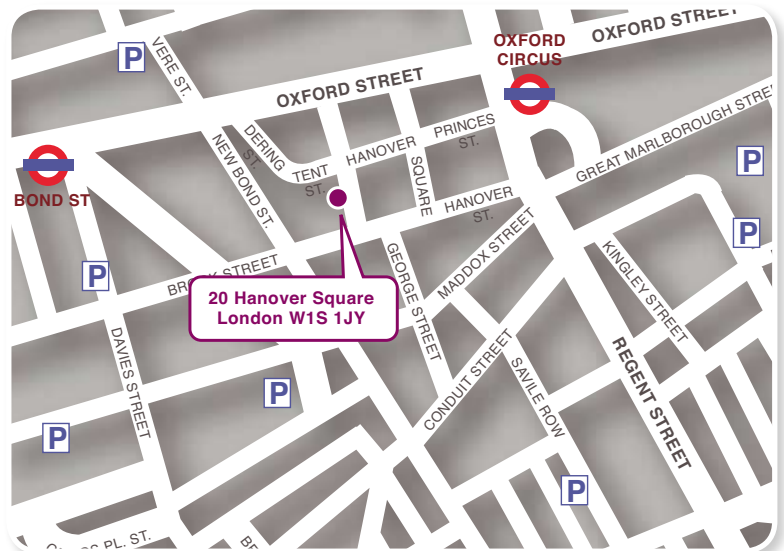 OXFORD STREET
OXFORD
CIRCUS
P
VERE ST.
OXFORD STREET
DERING
ST.
TENT
ST.
HANOVER
SQUARE
PRINCES
ST.
GREAT MARLBOROUGH
P
BOND ST
NEW BOND ST.
HANOVER
ST.
P
P
STREET
20 Hanover Square
London W1S 1JY
GEORGE STREET
MADDOX STREET
KINGLEY STREET
DAVIES STREET
CONDUIT STREET
SAVILE ROW
REGENT STREET
P
P
P
PL. ST.